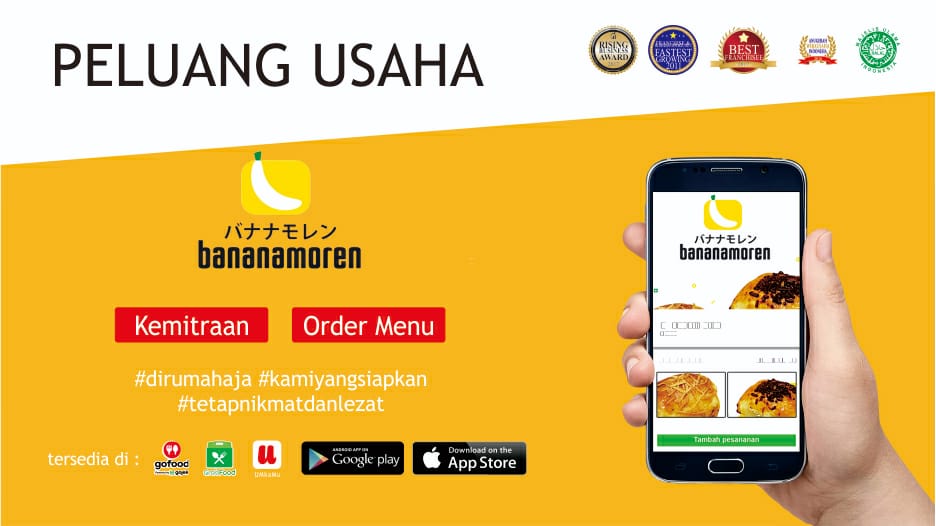 PELUANG USAHA
RISING
BUSINESS
AWARD
FASTEST
GROWING
2011
BEST
FRANCHISEE
INDONESIA
バナナモレン
bananamoren
Kemitraan
Order Menu
#dirumahaja #kamiyangsiapkan
#tetapnikmatdanlezat
tersedia di :
gofood
GrabFood
ANDROID APP ON
Google play
Download on the
App Store
バナナモレン
bananamoren
Tambah pesananan